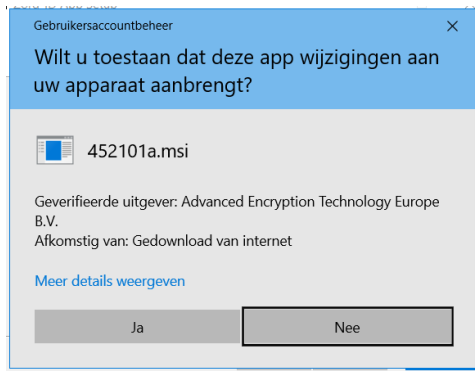 Gebruikersaccountbeheer
Wilt u toestaan dat deze app wijzigingen aan
uw apparaat aanbrengt?
452101a.msi
Geverifieerde uitgever: Advanced Encryption Technology Europe
B.V.
Afkomstig van: Gedownload van internet
Meer details weergeven
Ja
Nee